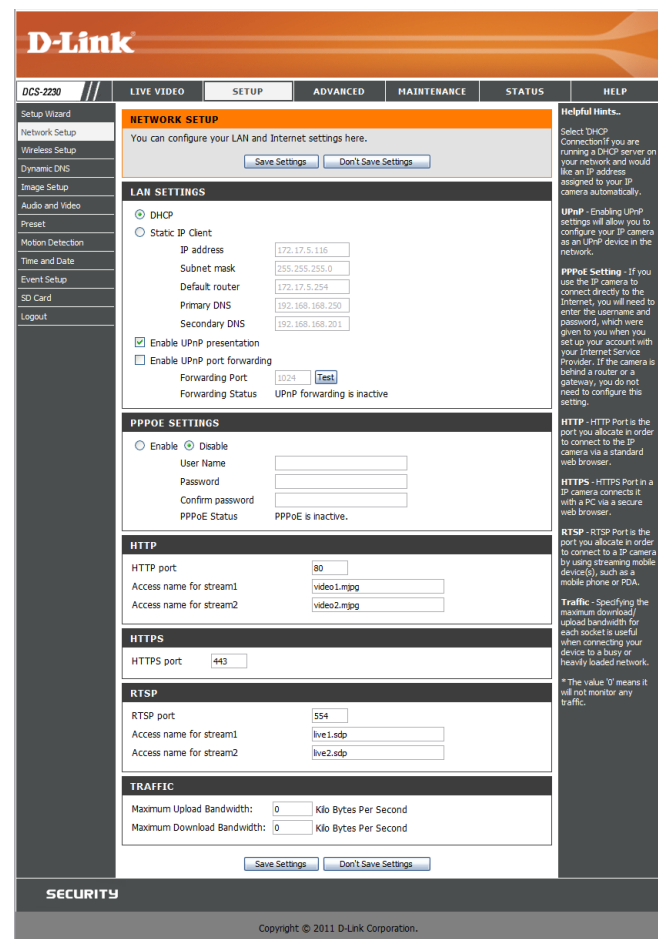 D-Link
DCS-2230
LIVE VIDEO
SETUP
ADVANCED
MAINTENANCE
STATUS
HELP
Setup Wizard
Network Setup
Wireless Setup
Dynamic DNS
Image Setup
Audio and Video
Preset
Motion Detection
Time and Date
Event Setup
SD Card
Logout
NETWORK SETUP
You can configure your LAN and Internet settings here.
Save Settings Don't Save Settings
LAN SETTINGS
DHCP
Static IP Client
IP address 172.17.5.116
Subnet mask 255.255.255.0
Default router 172.17.5.254
Primary DNS 192.168.168.250
Secondary DNS 192.168.168.201
Enable UPnP presentation
Enable UPnP port forwarding
Forwarding Port 1024 Test
Forwarding Status UPnP forwarding is inactive
PPPOE SETTINGS
Enable Disable
User Name
Password
Confirm password
PPPoE Status PPPoE is inactive.
HTTP
HTTP port 80
Access name for stream1 video1.mjpg
Access name for stream2 video2.mjpg
HTTPS
HTTPS port 443
RTSP
RTSP port 554
Access name for stream1 live1.sdp
Access name for stream2 live2.sdp
TRAFFIC
Maximum Upload Bandwidth: 0 Kilo Bytes Per Second
Maximum Download Bandwidth: 0 Kilo Bytes Per Second
Save Settings Don't Save Settings
Helpful Hints..
Select 'DHCP
Connection'if you are
running a DHCP server on
your network and would
like an IP address
assigned to your IP
camera automatically.
UPnP - Enabling UPnP
settings will allow you to
configure your IP camera
as an UPnP device in the
network.
PPPoE Setting - If you
use the IP camera to
connect directly to the
Internet, you will need to
enter the username and
password, which were
given to you when you
set up your account with
your Internet Service
Provider. If the camera is
behind a router or a
gateway, you do not
need to configure this
setting.
HTTP - HTTP Port is the
port you allocate in order
to connect to the IP
camera via a standard
web browser.
HTTPS - HTTPS Port in a
IP camera connects it
with a PC via a secure
web browser.
RTSP - RTSP Port is the
port you allocate in order
to connect to a IP camera
by using streaming mobile
device(s), such as a
mobile phone or PDA.
Traffic - Specifying the
maximum download/
upload bandwidth for
each socket is useful
when connecting your
device to a busy or
heavily loaded network.
* The value '0' means it
will not monitor any
traffic.
SECURITY
Copyright © 2011 D-Link Corporation.